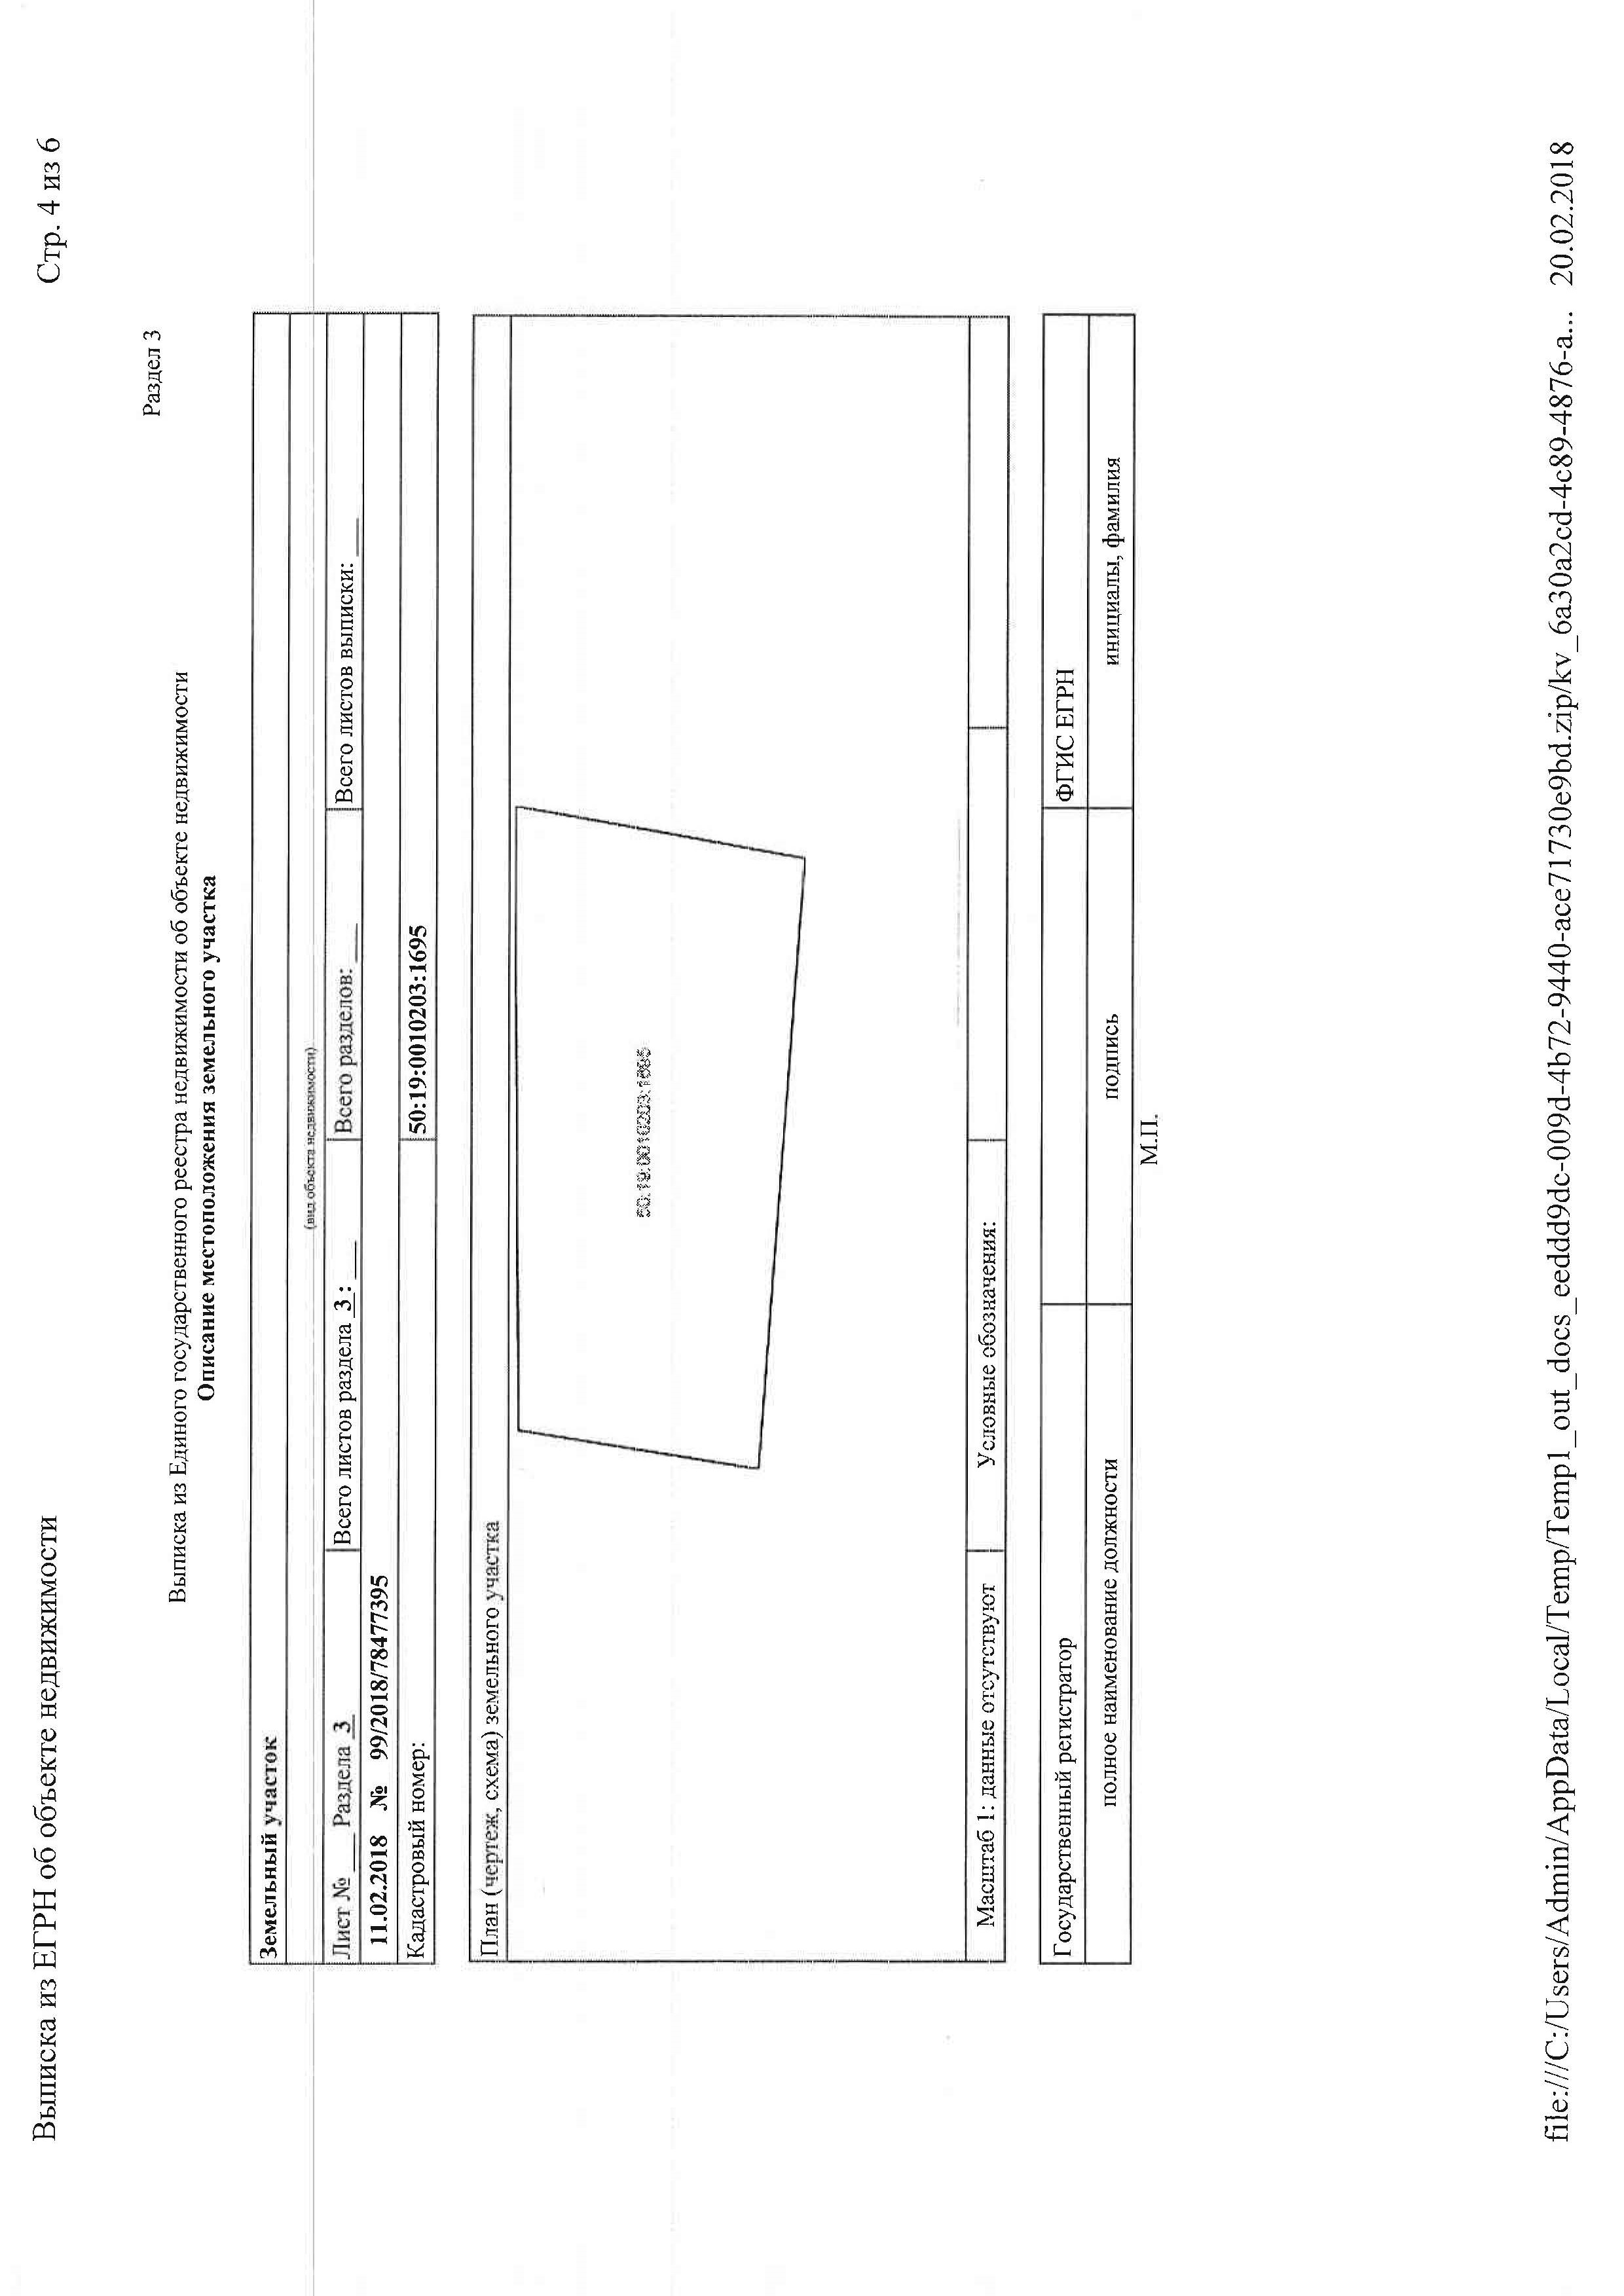 Выписка из ЕГРН об объекте недвижимости Стр. 4 из 6
Раздел 3
Выписка из Единого государственного реестра недвижимости об объекте недвижимости
Описание местоположения земельного участка
Земельный участок
(вид объекта недвижимости)
Лист № ___ Раздела 3 Всего листов раздела 3 : ___ Всего разделов: ___ Всего листов выписки: ___
11.02.2018 № 99/2018/78477395
Кадастровый номер: 50:19:0010203:1695
План (чертеж, схема) земельного участка
50:19:0010203:1695
Масштаб 1: данные отсутствуют Условные обозначения:
Государственный регистратор ФГИС ЕГРН
полное наименование должности подпись инициалы, фамилия
М.П.
file:///C:/Users/Admin/AppData/Local/Temp/Temp1_out_docs_eeddd9dc-009d-4b72-9440-ace71730e9bd.zip/kv_6a30a2cd-4c89-4876-a... 20.02.2018